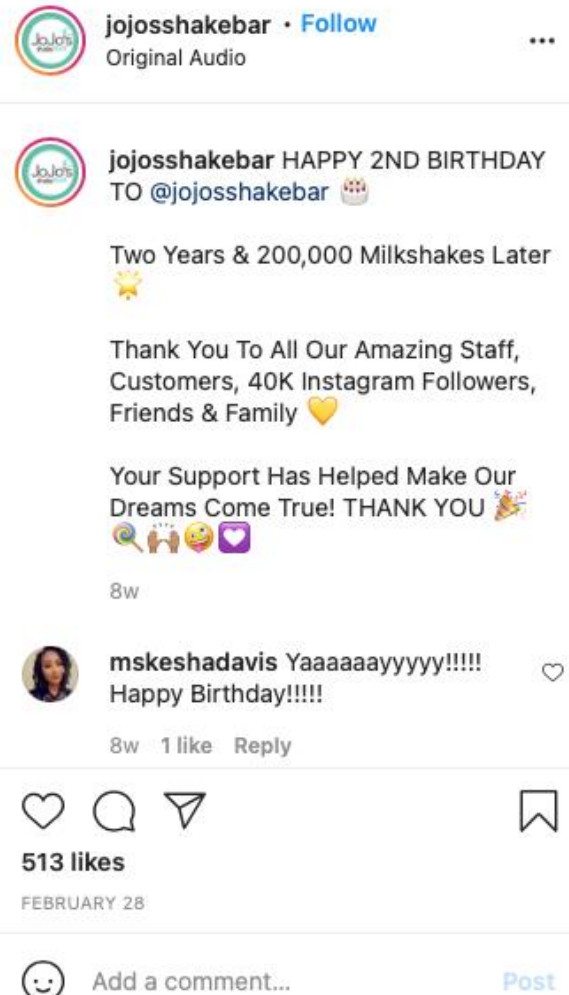 jojosshakebar • Follow
Original Audio
jojosshakebar HAPPY 2ND BIRTHDAY
TO @jojosshakebar 🎂
Two Years & 200,000 Milkshakes Later
🌟
Thank You To All Our Amazing Staff,
Customers, 40K Instagram Followers,
Friends & Family 💛
Your Support Has Helped Make Our
Dreams Come True! THANK YOU 🎉
🍭🙌🏽🤪💟
8w
mskeshadavis Yaaaaaayyyyy!!!!!
Happy Birthday!!!!!
8w 1 like Reply
513 likes
FEBRUARY 28
Add a comment... Post